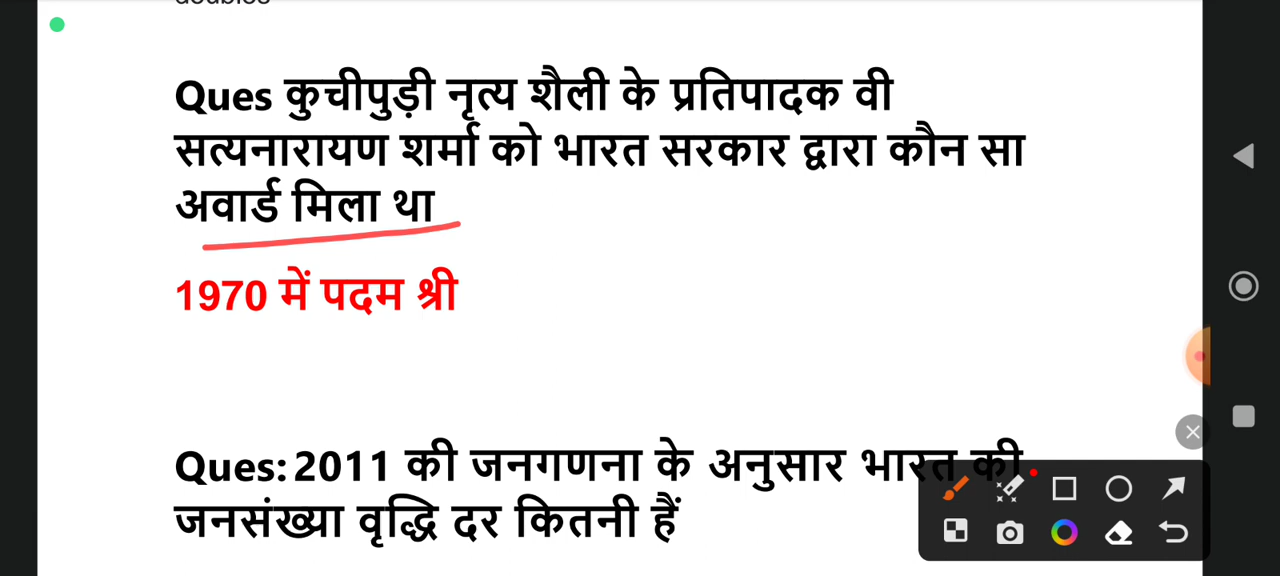 Ques कुचीपुड़ी नृत्य शैली के प्रतिपादक वी
सत्यनारायण शर्मा को भारत सरकार द्वारा कौन सा
अवार्ड मिला था
1970 में पदम श्री
Ques: 2011 की जनगणना के अनुसार भारत की
जनसंख्या वृद्धि दर कितनी हैं